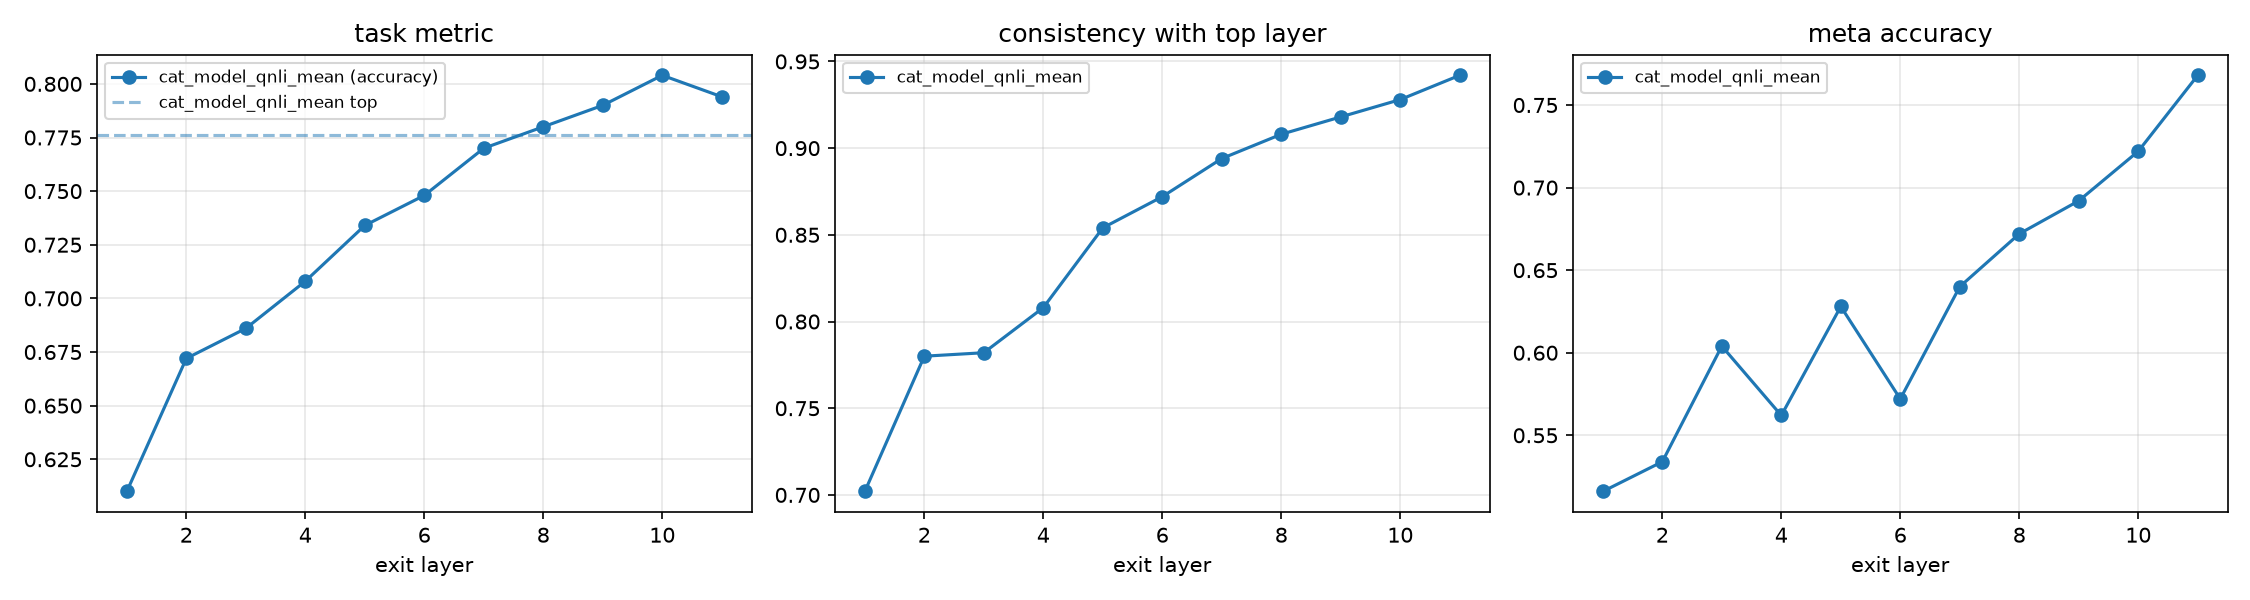 task metric
cat_model_qnli_mean (accuracy)
cat_model_qnli_mean top
0.800
0.775
0.750
0.725
0.700
0.675
0.650
0.625
2 4 6 8 10
exit layer
consistency with top layer
cat_model_qnli_mean
0.95
0.90
0.85
0.80
0.75
0.70
2 4 6 8 10
exit layer
meta accuracy
cat_model_qnli_mean
0.75
0.70
0.65
0.60
0.55
2 4 6 8 10
exit layer